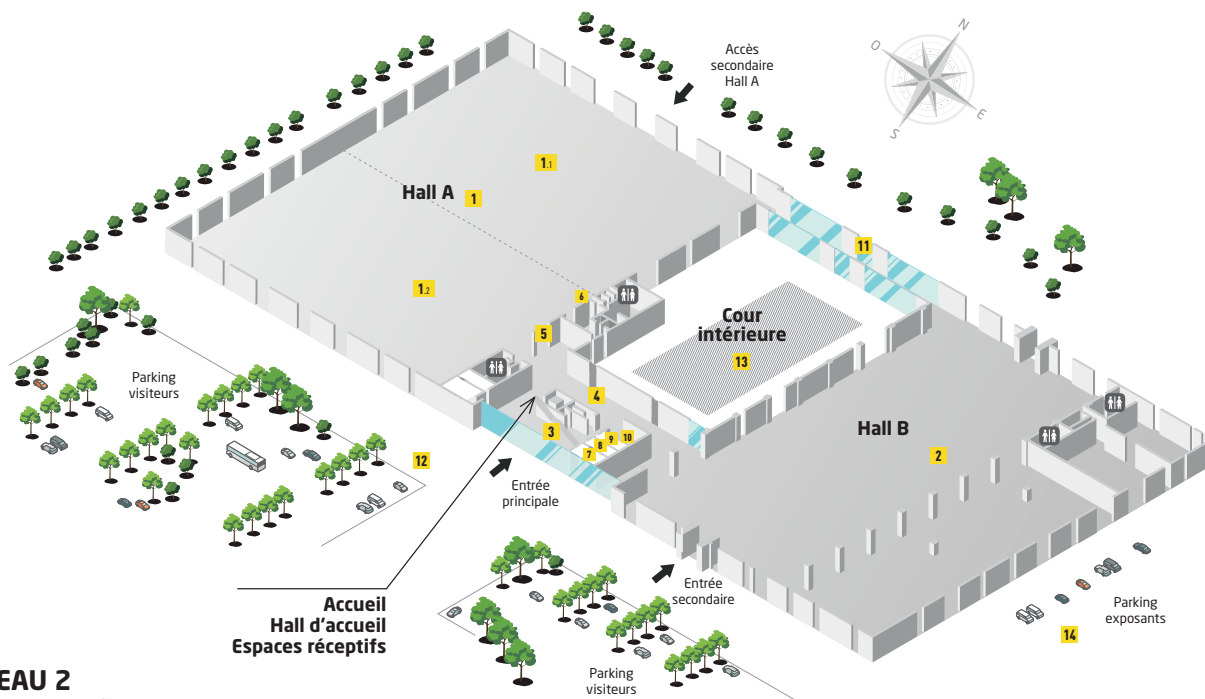 N
O
E
S
Accès
secondaire
Hall A
1.1
Hall A
1
11
1.2
6
5
Cour
intérieure
13
Parking
visiteurs
4
3
10
9
8
7
Hall B
2
12
Entrée
principale
Entrée
secondaire
Accueil
Hall d'accueil
Espaces réceptifs
Parking
exposants
14
Parking
visiteurs
EAU 2